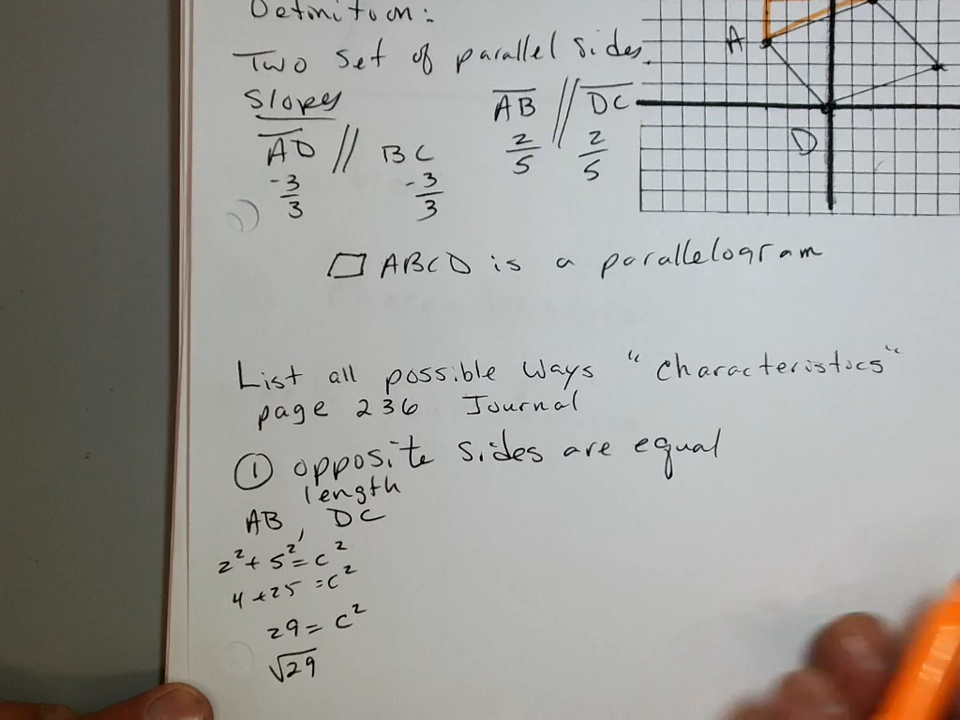 Definition:
Two set of parallel sides.
Slopes
AD // BC
-3/3 -3/3
AB // DC
2/5 2/5
A
D
▱ ABCD is a parallelogram
List all possible ways "characteristics"
page 236 Journal
① opposite sides are equal
length
AB, DC
2² + 5² = c²
4 + 25 = c²
29 = c²
√29